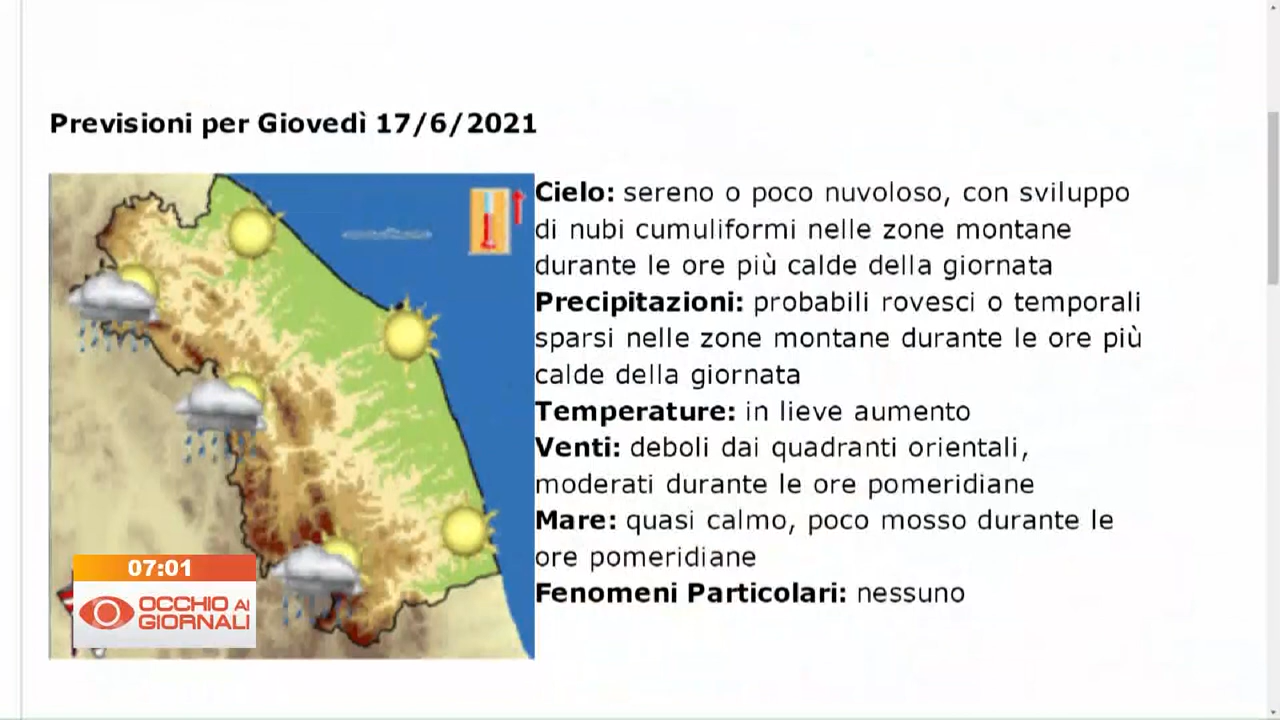 Previsioni per Giovedì 17/6/2021
Cielo: sereno o poco nuvoloso, con sviluppo
di nubi cumuliformi nelle zone montane
durante le ore più calde della giornata
Precipitazioni: probabili rovesci o temporali
sparsi nelle zone montane durante le ore più
calde della giornata
Temperature: in lieve aumento
Venti: deboli dai quadranti orientali,
moderati durante le ore pomeridiane
Mare: quasi calmo, poco mosso durante le
ore pomeridiane
Fenomeni Particolari: nessuno
07:01
OCCHIO AI
GIORNALI